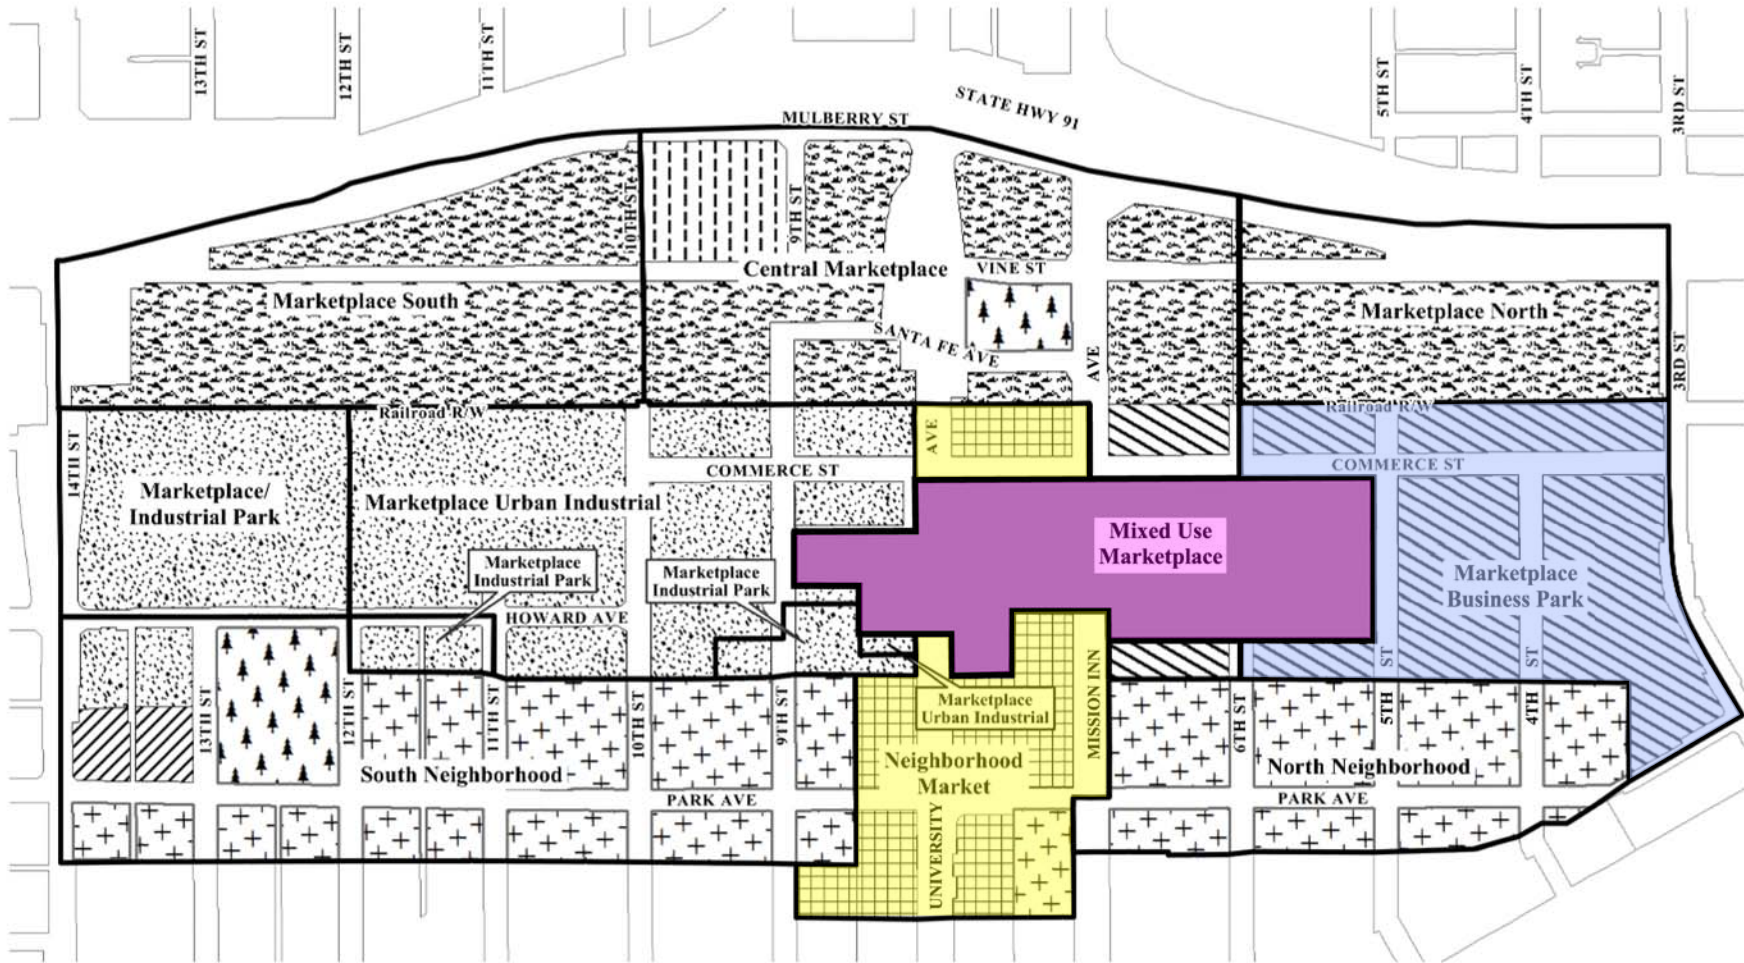 13TH ST
12TH ST
11TH ST
5TH ST
4TH ST
3RD ST
STATE HWY 91
MULBERRY ST
10TH ST
9TH ST
Central Marketplace
VINE ST
Marketplace South
Marketplace North
SANTA FE AVE
AVE
3RD ST
Railroad R/W
Railroad R/W
AVE
14TH ST
COMMERCE ST
COMMERCE ST
Marketplace/
Industrial Park
Marketplace Urban Industrial
Mixed Use
Marketplace
Marketplace
Industrial Park
Marketplace
Industrial Park
Marketplace
Business Park
HOWARD AVE
ST
ST
MISSION INN
Marketplace
Urban Industrial
13TH ST
12TH ST
11TH ST
10TH ST
9TH ST
6TH ST
5TH
4TH
South Neighborhood
Neighborhood
Market
North Neighborhood
PARK AVE
PARK AVE
UNIVERSITY